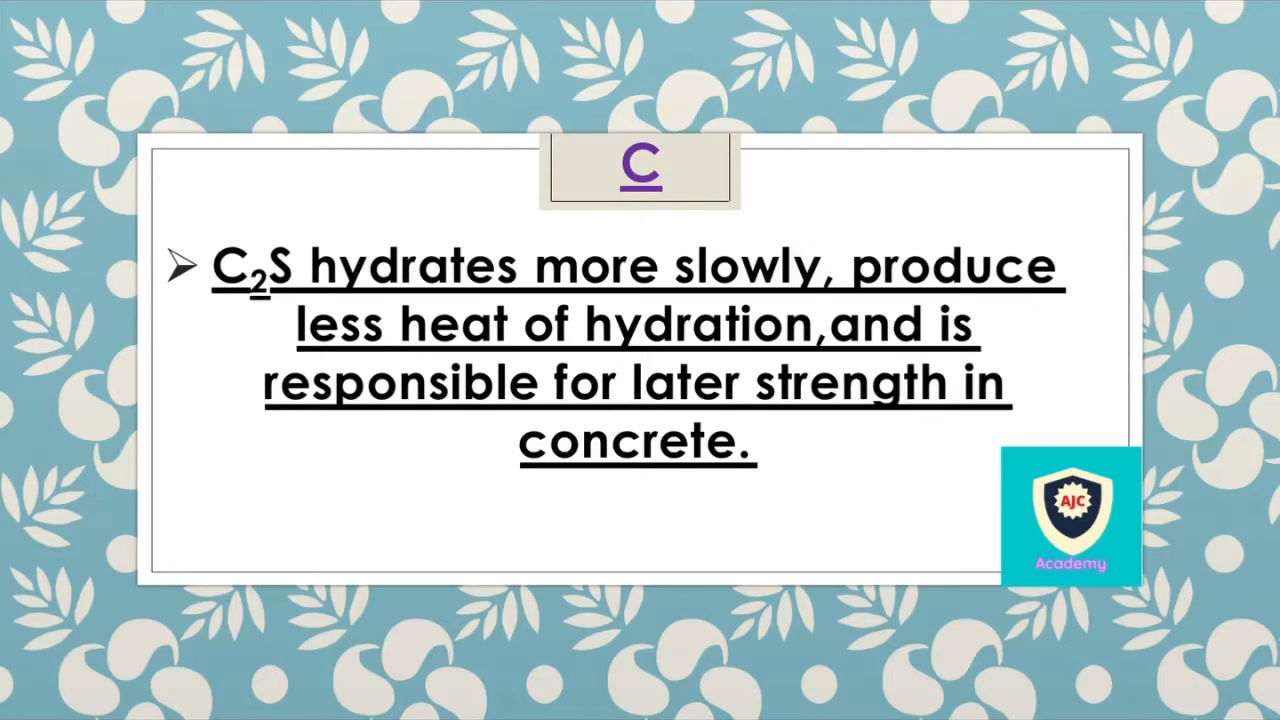 C
➢ C₂S hydrates more slowly, produce
less heat of hydration,and is
responsible for later strength in
concrete.
AJC
Academy